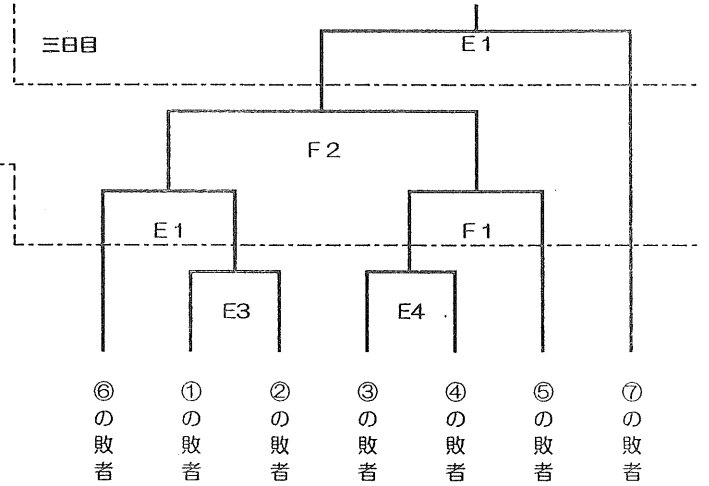 三日目
E1
F2
E1
F1
E3
E4
⑥の敗者
①の敗者
②の敗者
③の敗者
④の敗者
⑤の敗者
⑦の敗者